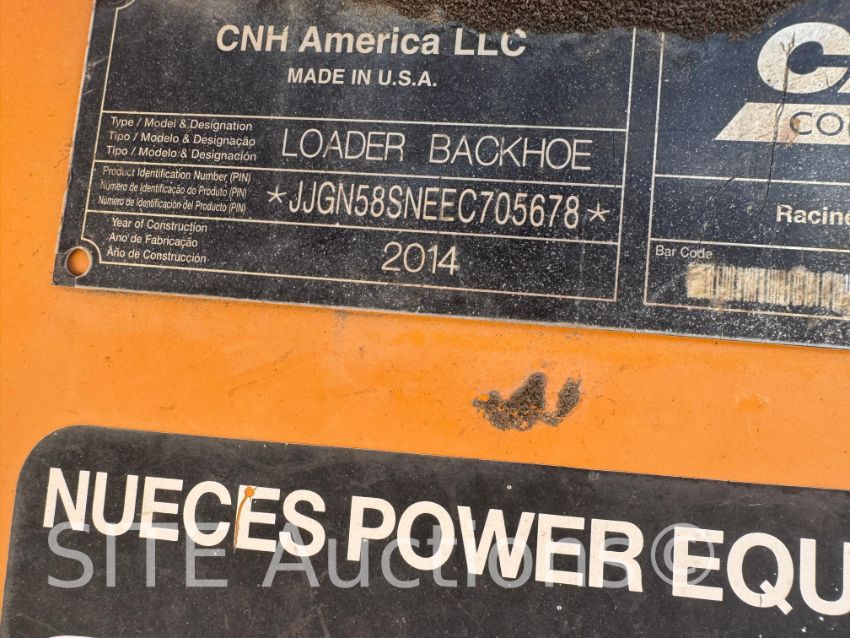 CNH America LLC
MADE IN U.S.A.
Type / Model & Designation
Tipo / Modelo & Designação
Tipo / Modelo & Designación
LOADER BACKHOE
Product Identification Number (PIN)
Número de Identificação do Produto (PIN)
Número de Identificación del Producto (PIN)
*JJGN58SNEEC705678*
Year of Construction
Ano de Fabricação
Año de Construcción
2014
Racine
Bar Code
NUECES POWER EQU
SITE Auctions©